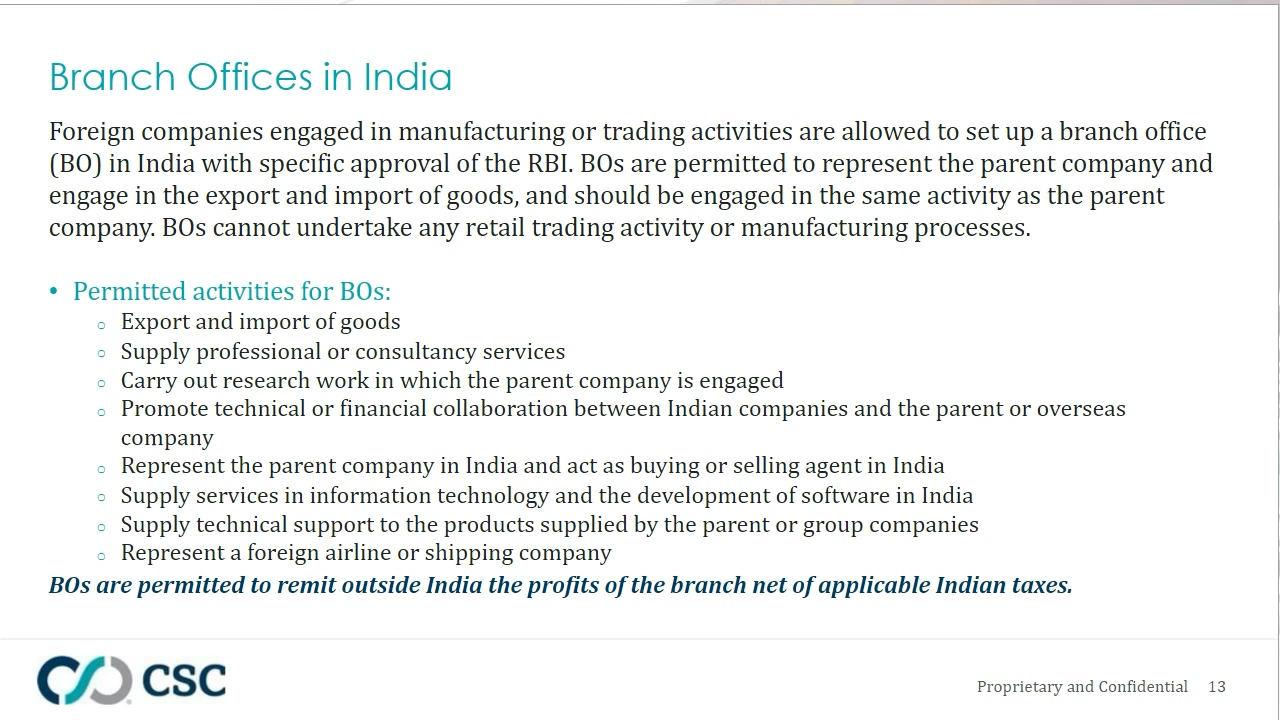 Branch Offices in India
Foreign companies engaged in manufacturing or trading activities are allowed to set up a branch office
(BO) in India with specific approval of the RBI. BOs are permitted to represent the parent company and
engage in the export and import of goods, and should be engaged in the same activity as the parent
company. BOs cannot undertake any retail trading activity or manufacturing processes.
• Permitted activities for BOs:
○ Export and import of goods
○ Supply professional or consultancy services
○ Carry out research work in which the parent company is engaged
○ Promote technical or financial collaboration between Indian companies and the parent or overseas
company
○ Represent the parent company in India and act as buying or selling agent in India
○ Supply services in information technology and the development of software in India
○ Supply technical support to the products supplied by the parent or group companies
○ Represent a foreign airline or shipping company
BOs are permitted to remit outside India the profits of the branch net of applicable Indian taxes.
CSC
Proprietary and Confidential 13